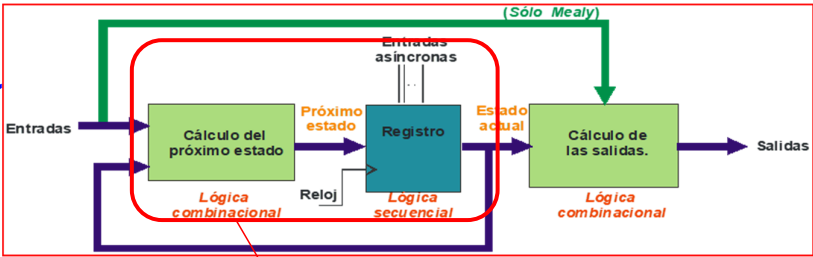 (Sólo Mealy)
Entradas
asíncronas
Entradas
Cálculo del
próximo estado
Próximo
estado
Registro
Estado
actual
Cálculo de
las salidas.
Salidas
Reloj
Lógica
combinacional
Lògica
secuencial
Lógica
combinacional